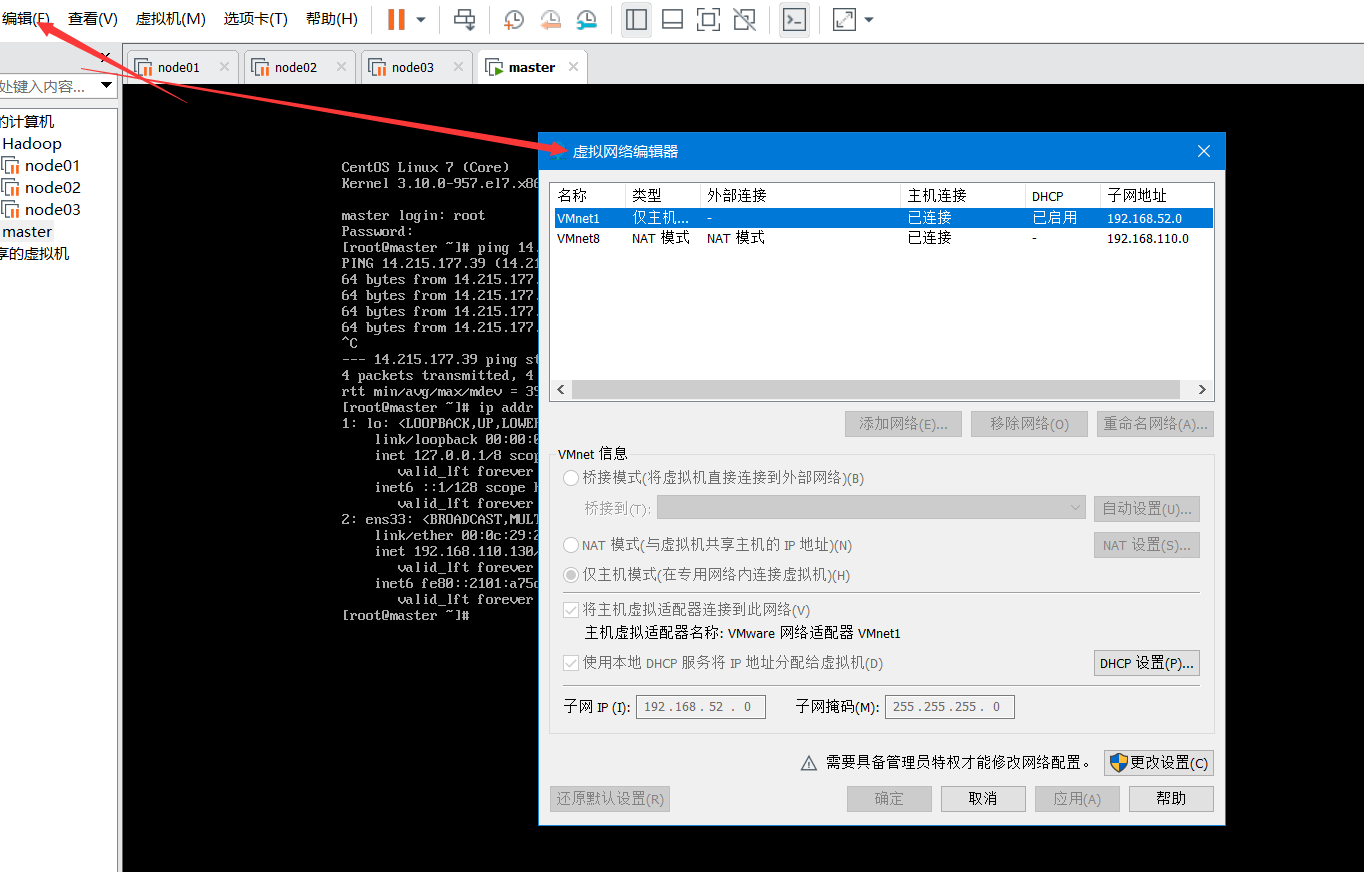 编辑(E) 查看(V) 虚拟机(M) 选项卡(T) 帮助(H)
node01 node02 node03 master
处键入内容...
的计算机
Hadoop
node01
node02
node03
master
享的虚拟机
CentOS Linux 7 (Core)
Kernel 3.10.0-957.el7.x86
master login: root
Password:
[root@master ~]# ping 14.
PING 14.215.177.39 (14.21
64 bytes from 14.215.177.
64 bytes from 14.215.177.
64 bytes from 14.215.177.
64 bytes from 14.215.177.
^C
--- 14.215.177.39 ping st
4 packets transmitted, 4
rtt min/avg/max/mdev = 39
[root@master ~]# ip addr
1: lo: <LOOPBACK,UP,LOWER
link/loopback 00:00:0
inet 127.0.0.1/8 scop
valid_lft forever
inet6 ::1/128 scope h
valid_lft forever
2: ens33: <BROADCAST,MULT
link/ether 00:0c:29:2
inet 192.168.110.130/
valid_lft forever
inet6 fe80::2101:a75c
valid_lft forever
[root@master ~]#
虚拟网络编辑器
名称 类型 外部连接 主机连接 DHCP 子网地址
VMnet1 仅主机... - 已连接 已启用 192.168.52.0
VMnet8 NAT 模式 NAT 模式 已连接 - 192.168.110.0
添加网络(E)... 移除网络(O) 重命名网络(A)...
VMnet 信息
桥接模式(将虚拟机直接连接到外部网络)(B)
桥接到(T): 自动设置(U)...
NAT 模式(与虚拟机共享主机的 IP 地址)(N) NAT 设置(S)...
仅主机模式(在专用网络内连接虚拟机)(H)
将主机虚拟适配器连接到此网络(V)
主机虚拟适配器名称: VMware 网络适配器 VMnet1
使用本地 DHCP 服务将 IP 地址分配给虚拟机(D) DHCP 设置(P)...
子网 IP (I): 192 . 168 . 52 . 0 子网掩码(M): 255 . 255 . 255 . 0
需要具备管理员特权才能修改网络配置。 更改设置(C)
还原默认设置(R) 确定 取消 应用(A) 帮助